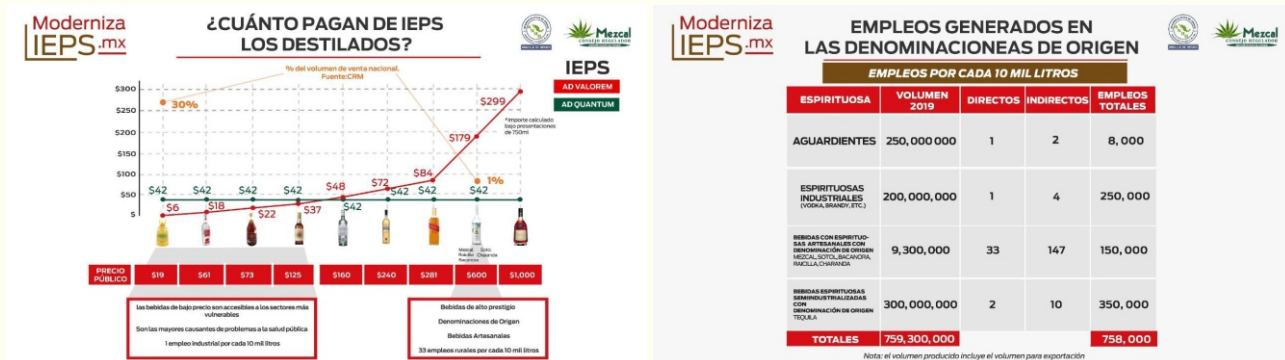 Moderniza
IEPS.mx
¿CUÁNTO PAGAN DE IEPS
LOS DESTILADOS?
Mezcal
CONSEJO REGULADOR
% del volumen de venta nacional.
Fuente:CRM
IEPS
AD VALOREM
AD QUANTUM
*Importe calculado
bajo presentaciones
de 750ml
$300
$250
$200
$150
$100
$50
$
30%
1%
$42 $42 $42 $42 $42 $42 $42 $42
$6 $18 $22 $37 $48 $72 $84 $179 $299
Mezcal Sotol
Raicilla Charanda
Bacanora
PRECIO
PÚBLICO
$19 $61 $73 $125 $160 $240 $281 $600 $1,000
las bebidas de bajo precio son accesibles a los sectores más
vulnerables
Son las mayores causantes de problemas a la salud pública
1 empleo industrial por cada 10 mil litros
Bebidas de alto prestigio
Denominaciones de Origen
Bebidas Artesanales
33 empleos rurales por cada 10 mil litros
Moderniza
IEPS.mx
EMPLEOS GENERADOS EN
LAS DENOMINACIONEAS DE ORIGEN
Mezcal
CONSEJO REGULADOR
EMPLEOS POR CADA 10 MIL LITROS
ESPIRITUOSA VOLUMEN 2019 DIRECTOS INDIRECTOS EMPLEOS TOTALES
AGUARDIENTES 250,000000 1 2 8,000
ESPIRITUOSAS
INDUSTRIALES
(VODKA, BRANDY, ETC.)
200,000,000 1 4 250,000
BEBIDAS CON ESPIRITUO-
SAS ARTESANALES CON
DENOMINACIÓN DE ORIGEN
MEZCAL, SOTOL, BACANORA,
RAICILLA, CHARANDA
9,300,000 33 147 150,000
BEBIDAS ESPIRITUOSAS
SEMIINDUSTRIALIZADAS
CON
DENOMINACIÓN DE ORIGEN
TEQUILA
300,000,000 2 10 350,000
TOTALES 759,300,000 758,000
Nota: el volumen producido incluye el volumen para exportación